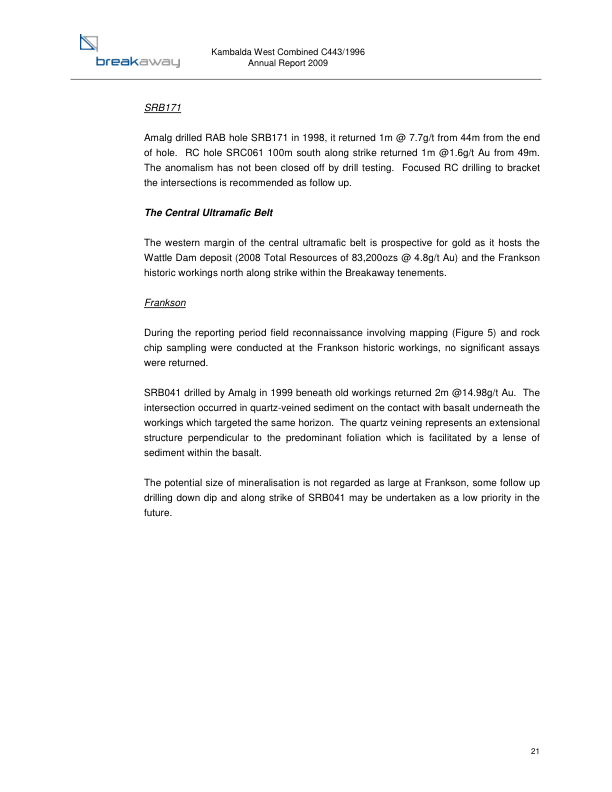 breakaway
Kambalda West Combined C443/1996
Annual Report 2009
SRB171
Amalg drilled RAB hole SRB171 in 1998, it returned 1m @ 7.7g/t from 44m from the end
of hole.  RC hole SRC061 100m south along strike returned 1m @1.6g/t Au from 49m.
The anomalism has not been closed off by drill testing.  Focused RC drilling to bracket
the intersections is recommended as follow up.
The Central Ultramafic Belt
The western margin of the central ultramafic belt is prospective for gold as it hosts the
Wattle Dam deposit (2008 Total Resources of 83,200ozs @ 4.8g/t Au) and the Frankson
historic workings north along strike within the Breakaway tenements.
Frankson
During the reporting period field reconnaissance involving mapping (Figure 5) and rock
chip sampling were conducted at the Frankson historic workings, no significant assays
were returned.
SRB041 drilled by Amalg in 1999 beneath old workings returned 2m @14.98g/t Au.  The
intersection occurred in quartz-veined sediment on the contact with basalt underneath the
workings which targeted the same horizon.  The quartz veining represents an extensional
structure perpendicular to the predominant foliation which is facilitated by a lense of
sediment within the basalt.
The potential size of mineralisation is not regarded as large at Frankson, some follow up
drilling down dip and along strike of SRB041 may be undertaken as a low priority in the
future.
21